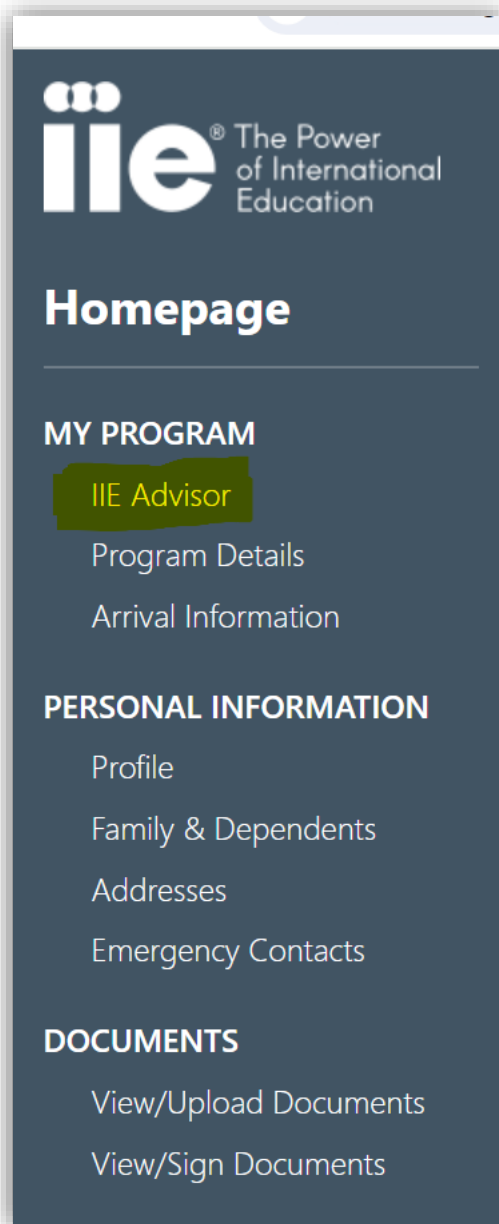 iie® The Power
of International
Education
Homepage
MY PROGRAM
IIE Advisor
Program Details
Arrival Information
PERSONAL INFORMATION
Profile
Family & Dependents
Addresses
Emergency Contacts
DOCUMENTS
View/Upload Documents
View/Sign Documents